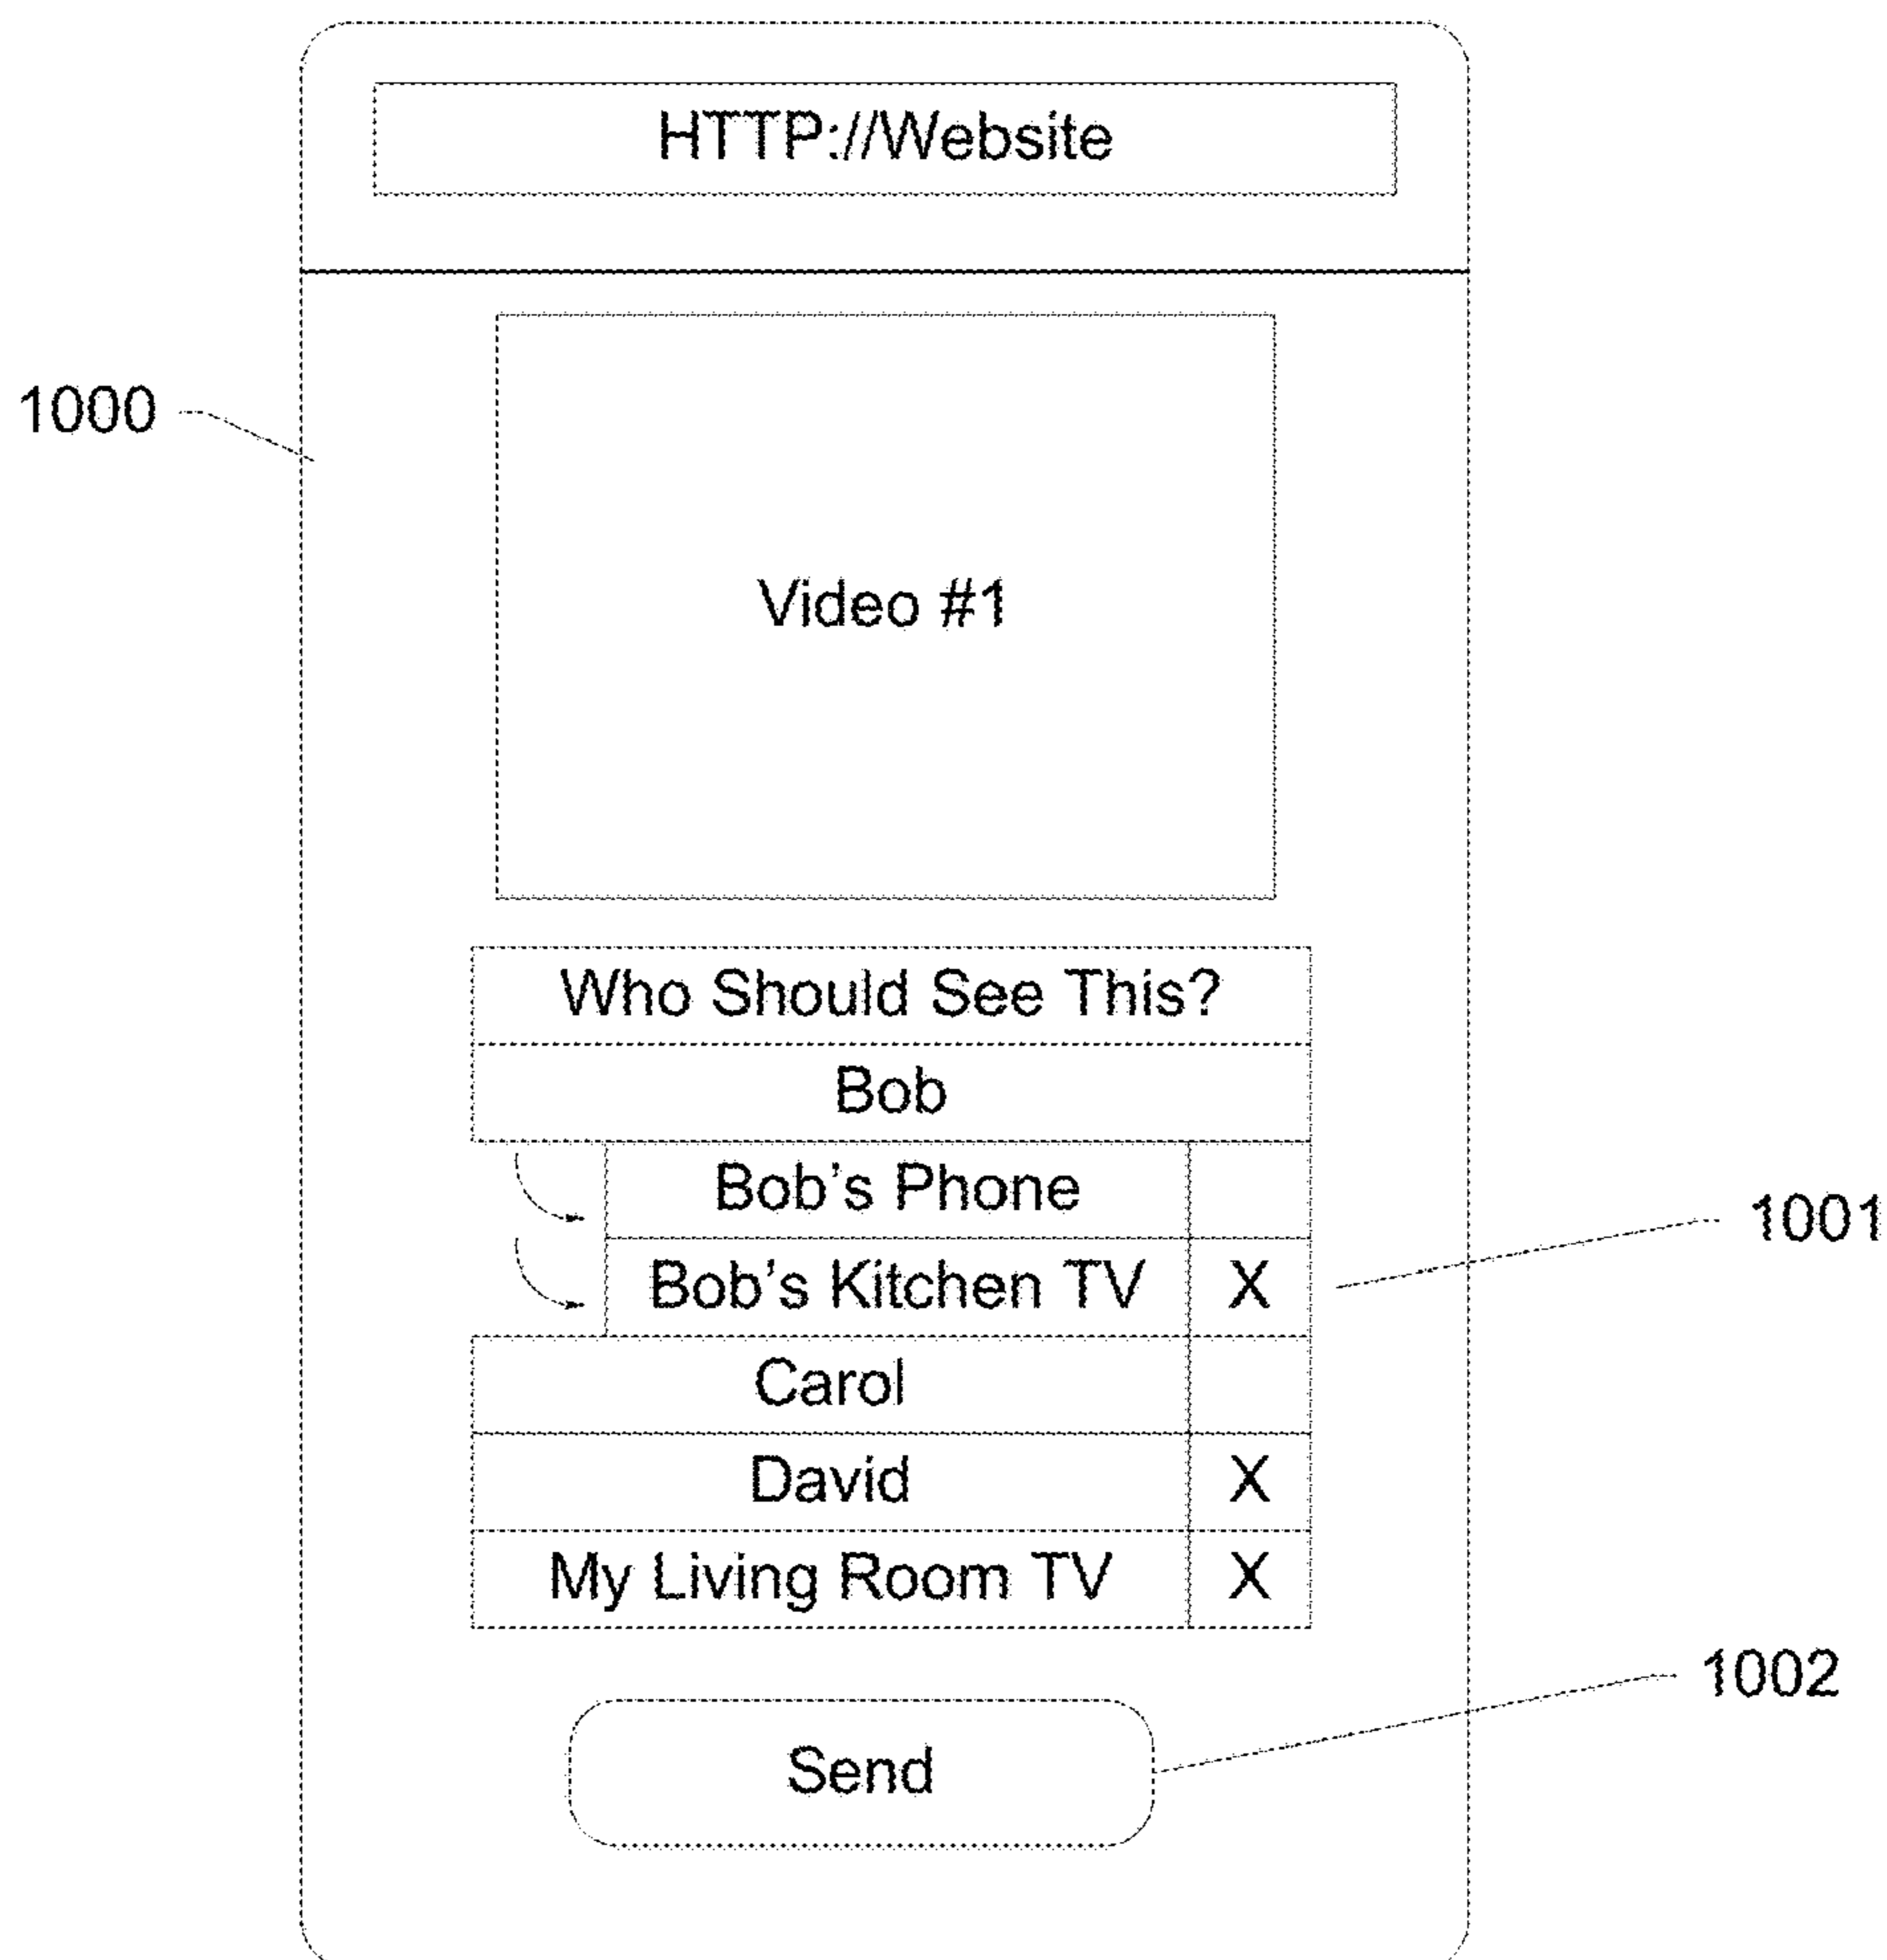 HTTP://Website
1000
Video #1
Who Should See This?
Bob
Bob's Phone
1001
Bob's Kitchen TV X
Carol
David X
My Living Room TV X
1002
Send